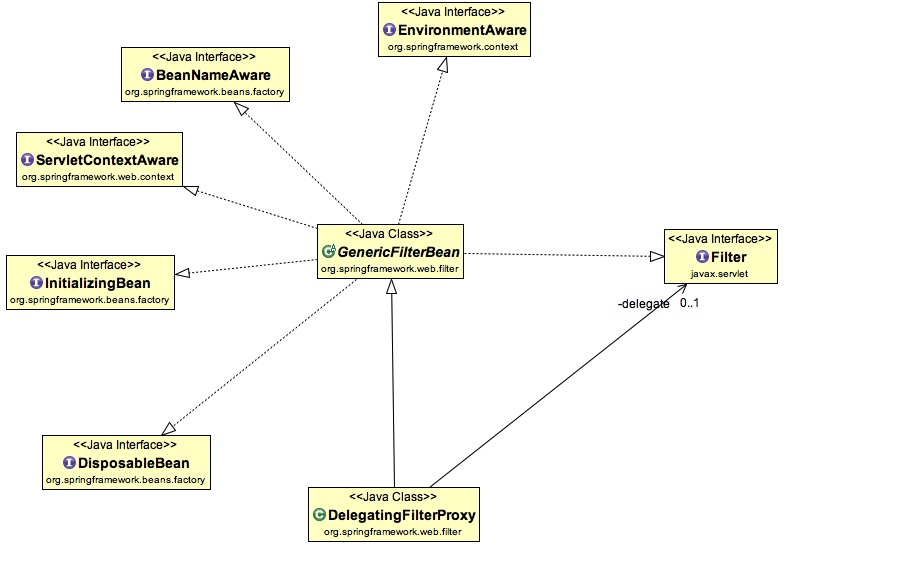 <<Java Interface>>
EnvironmentAware
org.springframework.context
<<Java Interface>>
BeanNameAware
org.springframework.beans.factory
<<Java Interface>>
ServletContextAware
org.springframework.web.context
<<Java Class>>
GenericFilterBean
org.springframework.web.filter
<<Java Interface>>
Filter
javax.servlet
<<Java Interface>>
InitializingBean
org.springframework.beans.factory
-delegate 0..1
<<Java Interface>>
DisposableBean
org.springframework.beans.factory
<<Java Class>>
DelegatingFilterProxy
org.springframework.web.filter